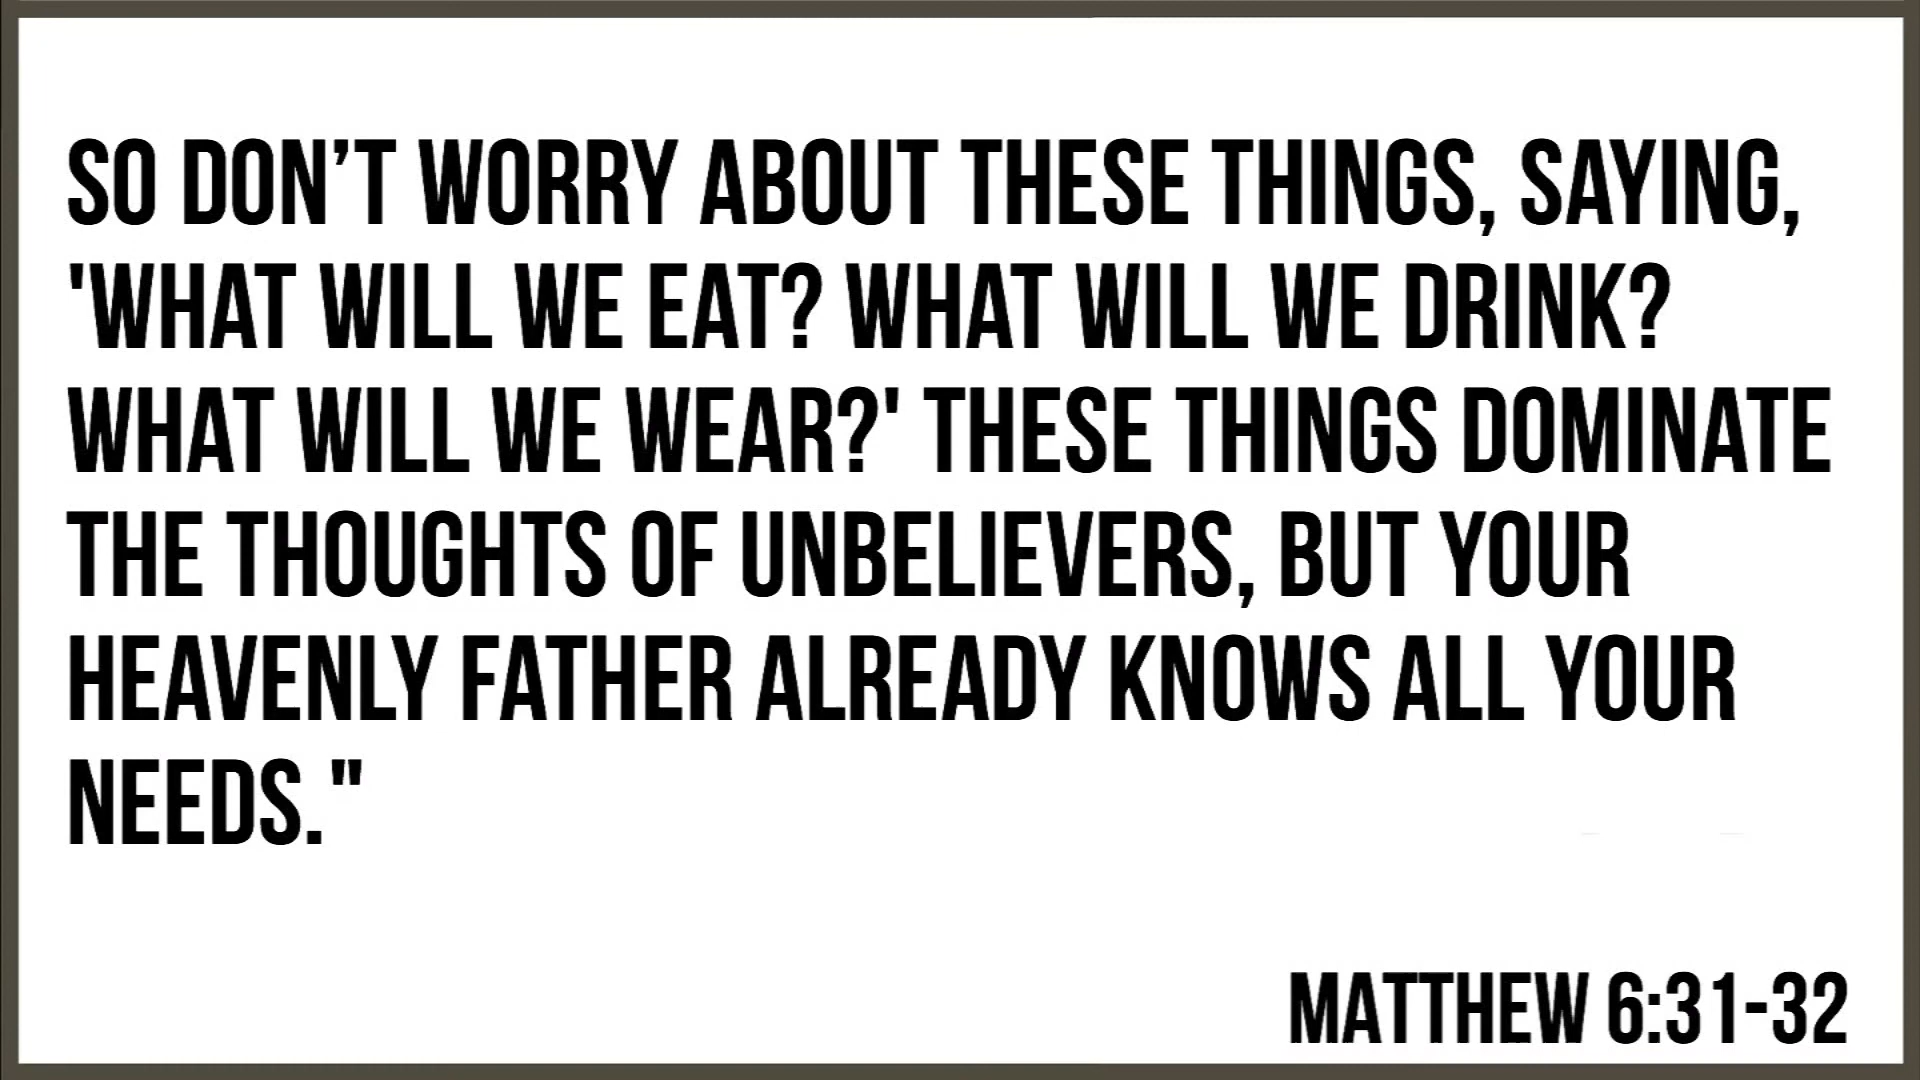 SO DON’T WORRY ABOUT THESE THINGS, SAYING,
'WHAT WILL WE EAT? WHAT WILL WE DRINK?
WHAT WILL WE WEAR?' THESE THINGS DOMINATE
THE THOUGHTS OF UNBELIEVERS, BUT YOUR
HEAVENLY FATHER ALREADY KNOWS ALL YOUR
NEEDS."
MATTHEW 6:31-32